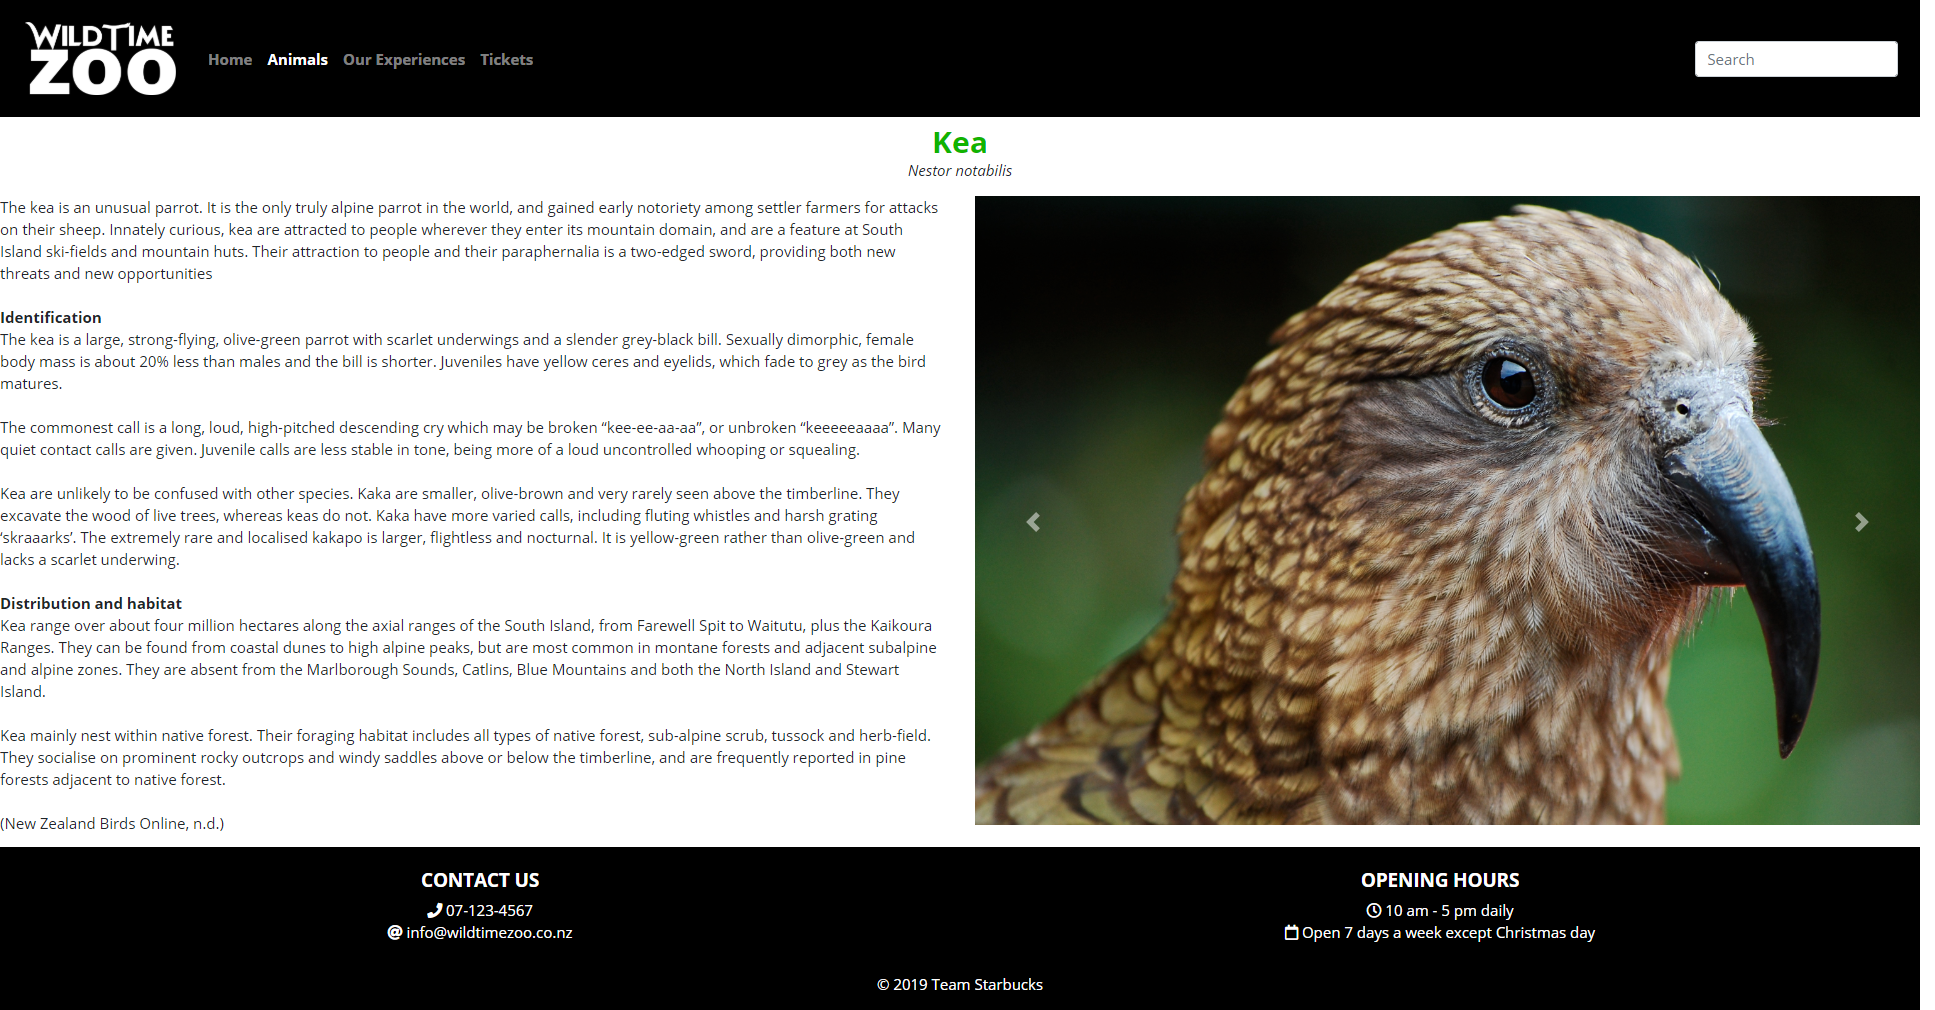 WILDTIME
ZOO
Home Animals Our Experiences Tickets
Search
Kea
Nestor notabilis
The kea is an unusual parrot. It is the only truly alpine parrot in the world, and gained early notoriety among settler farmers for attacks
on their sheep. Innately curious, kea are attracted to people wherever they enter its mountain domain, and are a feature at South
Island ski-fields and mountain huts. Their attraction to people and their paraphernalia is a two-edged sword, providing both new
threats and new opportunities
Identification
The kea is a large, strong-flying, olive-green parrot with scarlet underwings and a slender grey-black bill. Sexually dimorphic, female
body mass is about 20% less than males and the bill is shorter. Juveniles have yellow ceres and eyelids, which fade to grey as the bird
matures.
The commonest call is a long, loud, high-pitched descending cry which may be broken “kee-ee-aa-aa”, or unbroken “keeeeeaaaa”. Many
quiet contact calls are given. Juvenile calls are less stable in tone, being more of a loud uncontrolled whooping or squealing.
Kea are unlikely to be confused with other species. Kaka are smaller, olive-brown and very rarely seen above the timberline. They
excavate the wood of live trees, whereas keas do not. Kaka have more varied calls, including fluting whistles and harsh grating
‘skraaarks’. The extremely rare and localised kakapo is larger, flightless and nocturnal. It is yellow-green rather than olive-green and
lacks a scarlet underwing.
Distribution and habitat
Kea range over about four million hectares along the axial ranges of the South Island, from Farewell Spit to Waitutu, plus the Kaikoura
Ranges. They can be found from coastal dunes to high alpine peaks, but are most common in montane forests and adjacent subalpine
and alpine zones. They are absent from the Marlborough Sounds, Catlins, Blue Mountains and both the North Island and Stewart
Island.
Kea mainly nest within native forest. Their foraging habitat includes all types of native forest, sub-alpine scrub, tussock and herb-field.
They socialise on prominent rocky outcrops and windy saddles above or below the timberline, and are frequently reported in pine
forests adjacent to native forest.
(New Zealand Birds Online, n.d.)
CONTACT US
07-123-4567
info@wildtimezoo.co.nz
OPENING HOURS
10 am - 5 pm daily
Open 7 days a week except Christmas day
© 2019 Team Starbucks